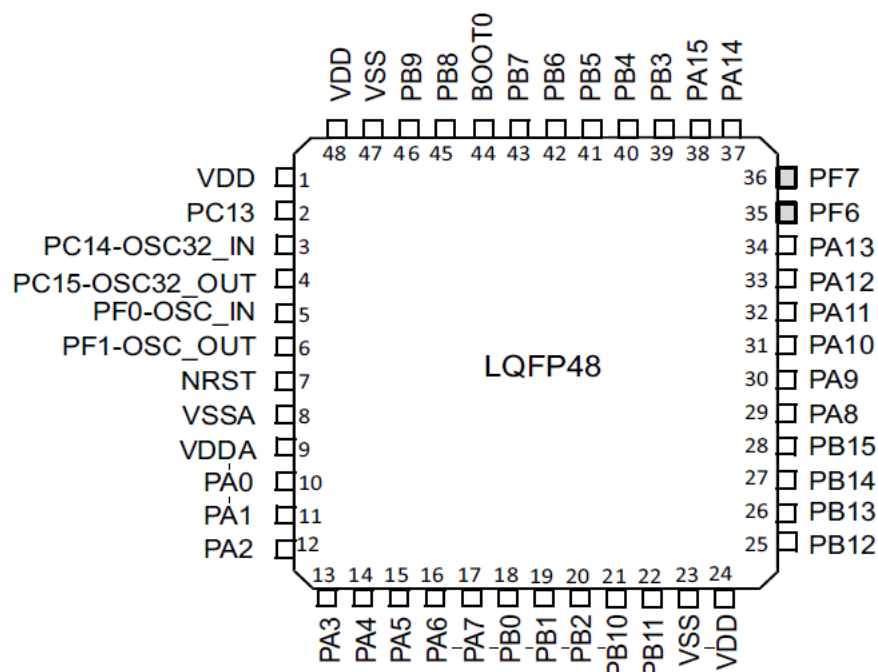 VDD
VSS
PB9
PB8
BOOT0
PB7
PB6
PB5
PB4
PB3
PA15
PA14
48 47 46 45 44 43 42 41 40 39 38 37
VDD 1
PC13 2
PC14-OSC32_IN 3
PC15-OSC32_OUT 4
PF0-OSC_IN 5
PF1-OSC_OUT 6
NRST 7
VSSA 8
VDDA 9
PA0 10
PA1 11
PA2 12
LQFP48
36 PF7
35 PF6
34 PA13
33 PA12
32 PA11
31 PA10
30 PA9
29 PA8
28 PB15
27 PB14
26 PB13
25 PB12
13 14 15 16 17 18 19 20 21 22 23 24
PA3
PA4
PA5
PA6
PA7
PB0
PB1
PB2
PB10
PB11
VSS
VDD